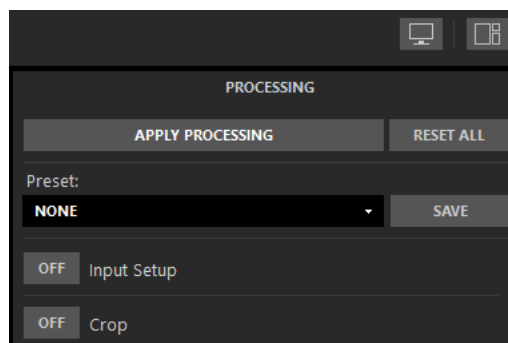 PROCESSING
APPLY PROCESSING RESET ALL
Preset:
NONE SAVE
OFF Input Setup
OFF Crop